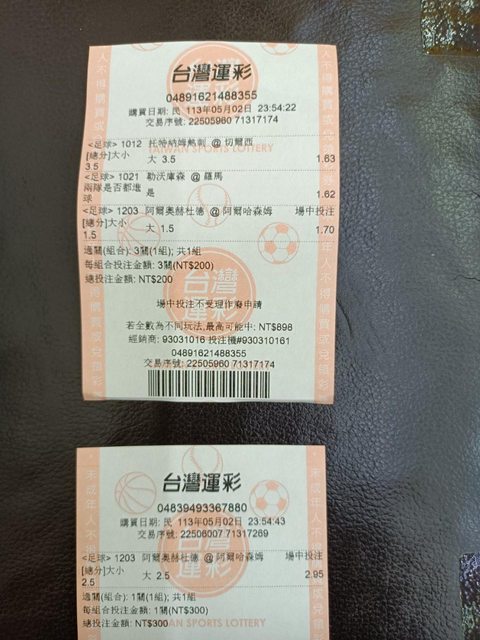 台灣運彩
04891621488355
購買日期: 民 113年05月02日 23:54:22
交易序號: 22505960 71317174
<足球> 1012 托特納姆熱刺 @ 切爾西
[總分]大小 大 3.5 1.63
3.5
TAIWAN SPORTS LOTTERY
<足球> 1021 勒沃庫森 @ 羅馬
兩隊是否都進 是 1.62
球
<足球> 1203 阿爾奧赫杜德 @ 阿爾哈森姆 場中投注
[總分]大小 大 1.5 1.70
1.5
過關(組合): 3關(1組); 共1組
每組合投注金額: 3關(NT$200)
總投注金額: NT$200
場中投注不受理作廢申請
若全數為不同玩法,最高可能中: NT$898
經銷商: 93031016 投注機#930310161
04891621488355
交易序號: 22505960 71317174
台灣運彩
04839493367880
購買日期: 民 113年05月02日 23:54:43
交易序號: 22506007 71317269
<足球> 1203 阿爾奧赫杜德 @ 阿爾哈森姆 場中投注
[總分]大小 大 2.5 2.95
2.5
過關(組合): 1關(1組); 共1組
每組合投注金額: 1關(NT$300)
總投注金額: NT$300
TAIWAN SPORTS LOTTERY